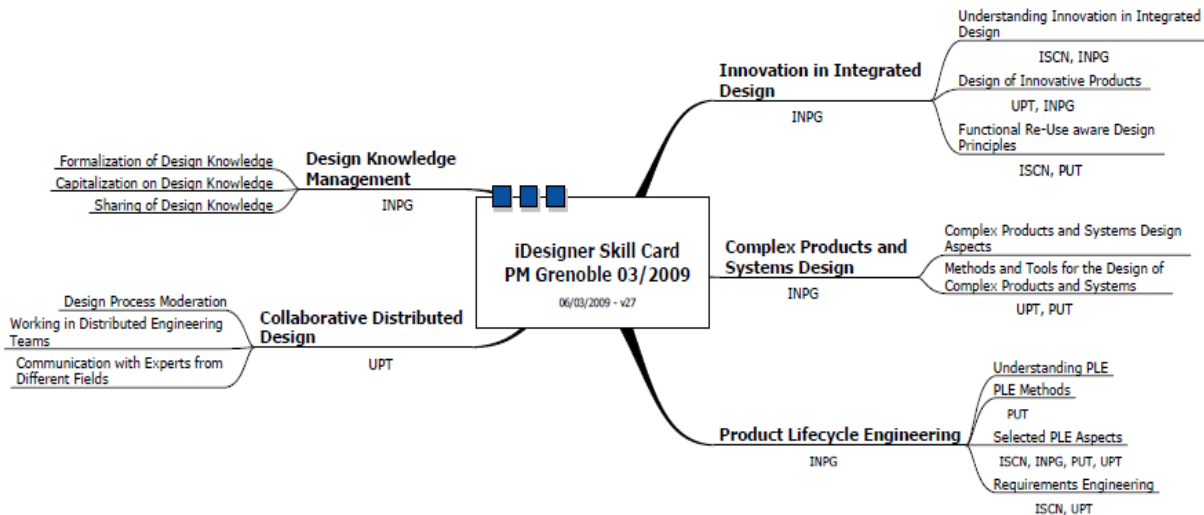 iDesigner Skill Card
PM Grenoble 03/2009
06/03/2009 - v27
Innovation in Integrated
Design
INPG
Understanding Innovation in Integrated
Design
ISCN, INPG
Design of Innovative Products
UPT, INPG
Functional Re-Use aware Design
Principles
ISCN, PUT
Complex Products and
Systems Design
INPG
Complex Products and Systems Design
Aspects
Methods and Tools for the Design of
Complex Products and Systems
UPT, PUT
Product Lifecycle Engineering
INPG
Understanding PLE
PLE Methods
PUT
Selected PLE Aspects
ISCN, INPG, PUT, UPT
Requirements Engineering
ISCN, UPT
Design Knowledge
Management
INPG
Formalization of Design Knowledge
Capitalization on Design Knowledge
Sharing of Design Knowledge
Collaborative Distributed
Design
UPT
Design Process Moderation
Working in Distributed Engineering
Teams
Communication with Experts from
Different Fields